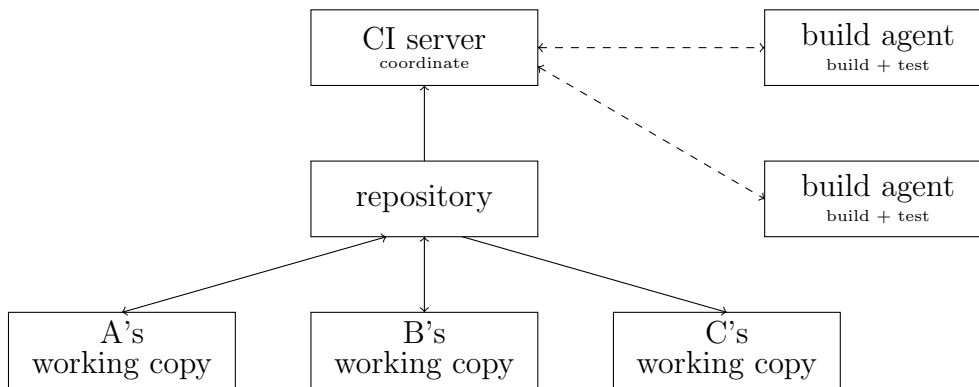 CI server
coordinate
build agent
build + test
repository
build agent
build + test
A's
working copy
B's
working copy
C's
working copy